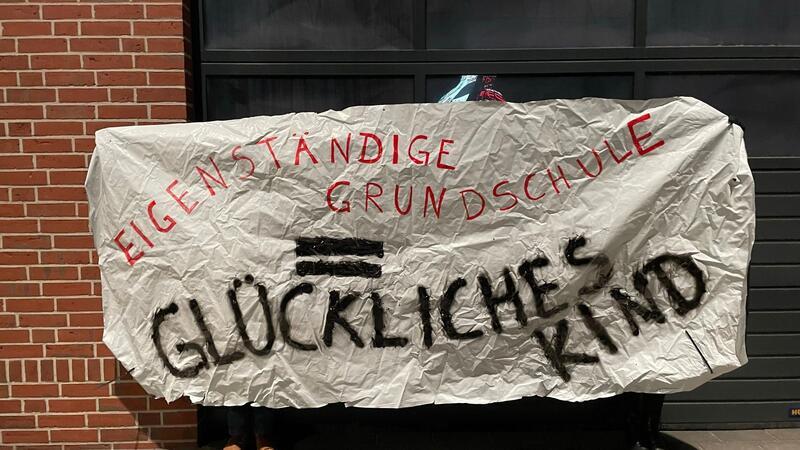 EIGENSTÄNDIGE
GRUNDSCHULE
=
GLÜCKLICHES
KIND